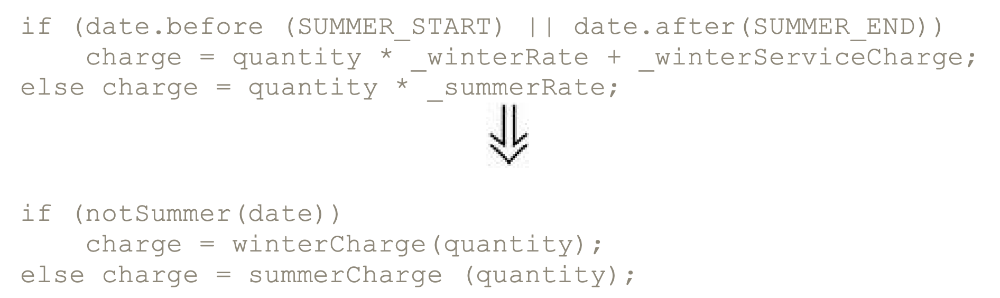 if (date.before (SUMMER_START) || date.after(SUMMER_END))
    charge = quantity * _winterRate + _winterServiceCharge;
else charge = quantity * _summerRate;
if (notSummer(date))
    charge = winterCharge(quantity);
else charge = summerCharge (quantity);